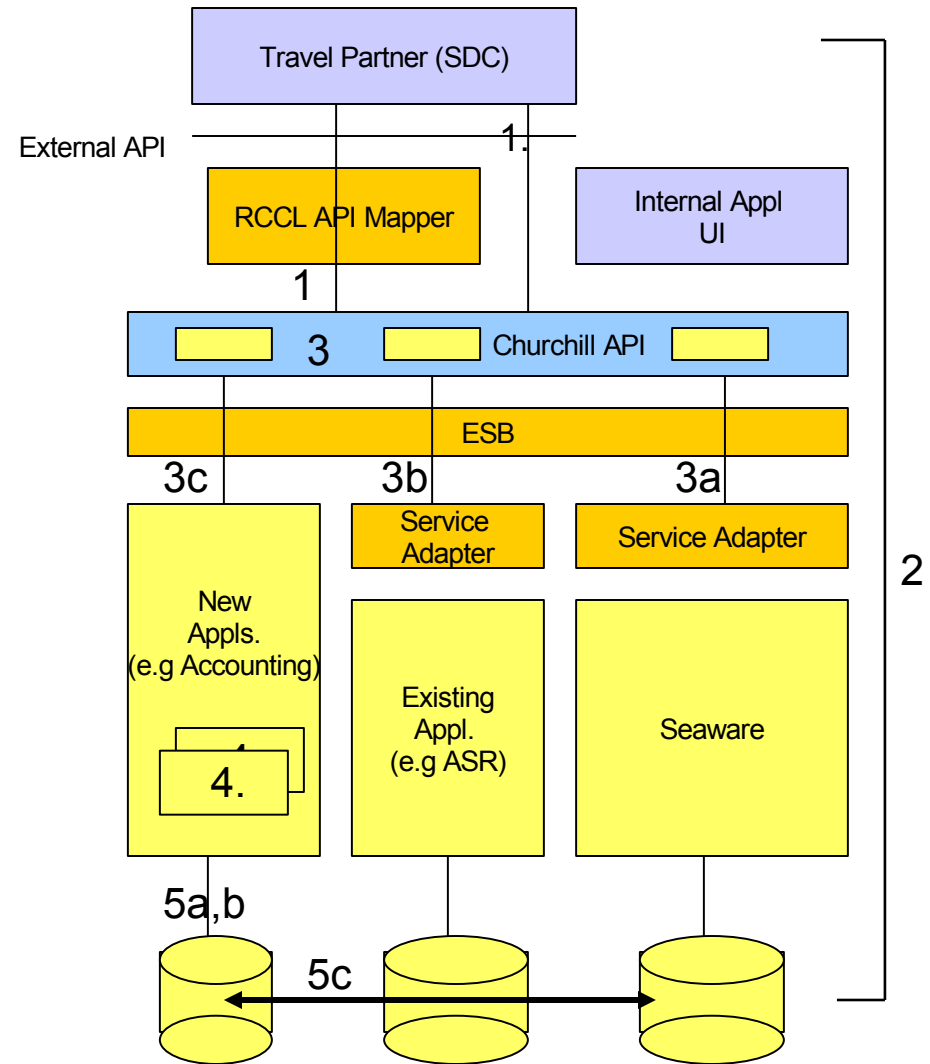 Travel Partner (SDC)
1.
External API
RCCL API Mapper
Internal Appl
UI
1
3
Churchill API
ESB
3c
3b
3a
Service
Adapter
Service Adapter
2
New
Appls.
(e.g Accounting)
Existing
Appl.
(e.g ASR)
Seaware
4.
5a,b
5c